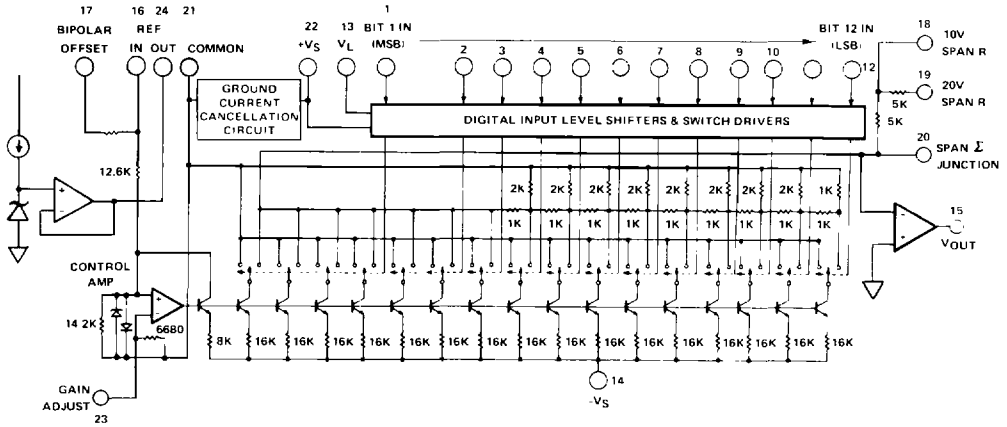 17
BIPOLAR
OFFSET
16 24
REF
IN OUT
21
COMMON
22
+VS
13
VL
1
BIT 1 IN
(MSB)
2 3 4 5 6 7 8 9 10
BIT 12 IN
(LSB)
12
18
10V
SPAN R
19
20V
SPAN R
5K
5K
20
SPAN Σ
JUNCTION
GROUND
CURRENT
CANCELLATION
CIRCUIT
DIGITAL INPUT LEVEL SHIFTERS & SWITCH DRIVERS
12.6K
+
-
2K 2K 2K 2K 2K 2K 2K 1K
1K 1K 1K 1K 1K 1K 1K 1K
-
+
15
VOUT
CONTROL
AMP
14.2K
+
-
6680
8K 16K 16K 16K 16K 16K 16K 16K 16K 16K 16K 16K 16K 16K 16K 16K
14
-VS
GAIN
ADJUST
23